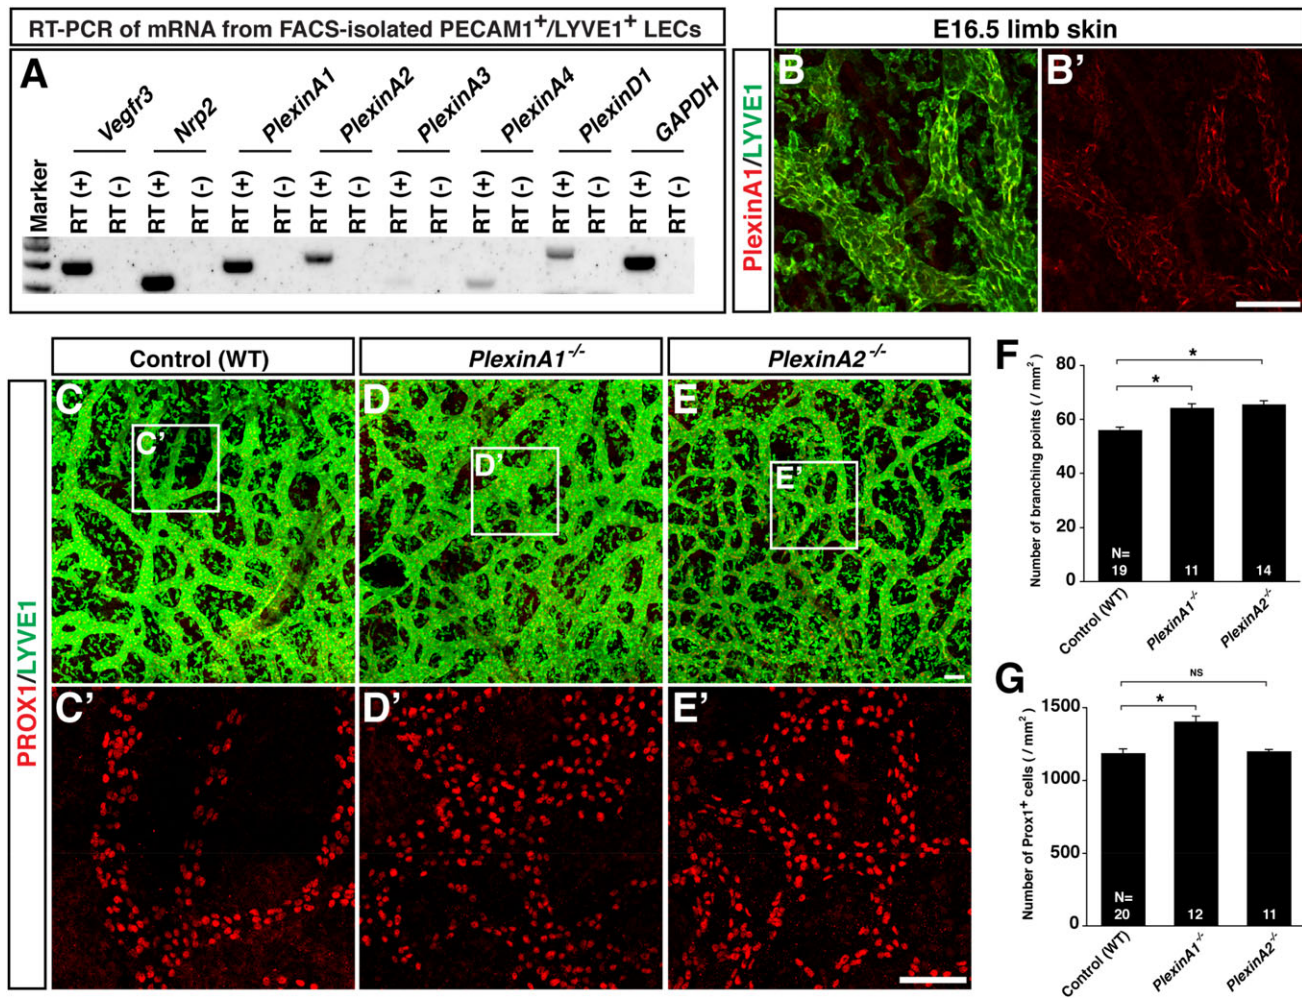 RT-PCR of mRNA from FACS-isolated PECAM1+/LYVE1+ LECs
A
Vegfr3
Nrp2
PlexinA1
PlexinA2
PlexinA3
PlexinA4
PlexinD1
GAPDH
Marker
RT (+)
RT (-)
RT (+)
RT (-)
RT (+)
RT (-)
RT (+)
RT (-)
RT (+)
RT (-)
RT (+)
RT (-)
RT (+)
RT (-)
RT (+)
RT (-)
E16.5 limb skin
PlexinA1/LYVE1
B
B'
Control (WT)
PlexinA1-/-
PlexinA2-/-
PROX1/LYVE1
C
C'
D
D'
E
E'
C'
D'
E'
F
Number of branching points ( / mm2 )
80
60
40
20
0
*
*
N=
19
11
14
Control (WT)
PlexinA1-/-
PlexinA2-/-
G
Number of Prox1+ cells ( / mm2 )
1500
1000
500
0
NS
*
N=
20
12
11
Control (WT)
PlexinA1-/-
PlexinA2-/-